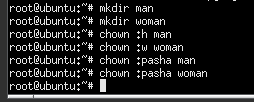 root@ubuntu:~# mkdir man
root@ubuntu:~# mkdir woman
root@ubuntu:~# chown :h man
root@ubuntu:~# chown :w woman
root@ubuntu:~# chown :pasha man
root@ubuntu:~# chown :pasha woman
root@ubuntu:~#